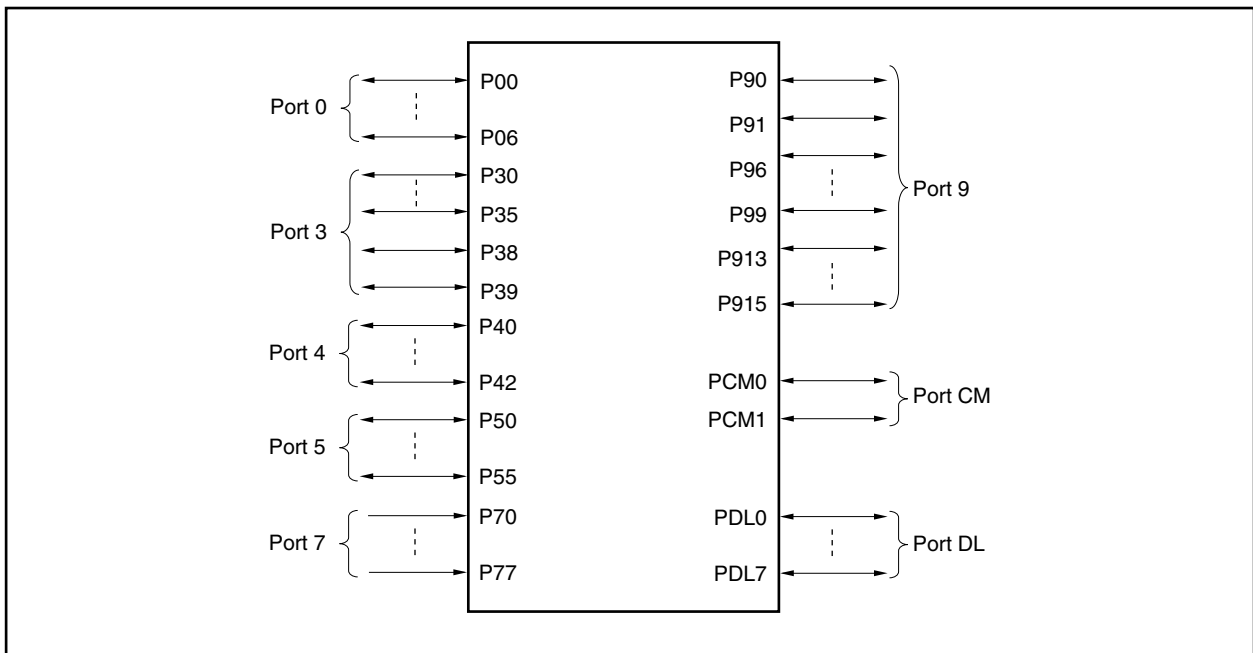 Port 0
P00
P06
Port 3
P30
P35
P38
P39
Port 4
P40
P42
Port 5
P50
P55
Port 7
P70
P77
P90
P91
P96
P99
P913
P915
Port 9
PCM0
PCM1
Port CM
PDL0
PDL7
Port DL